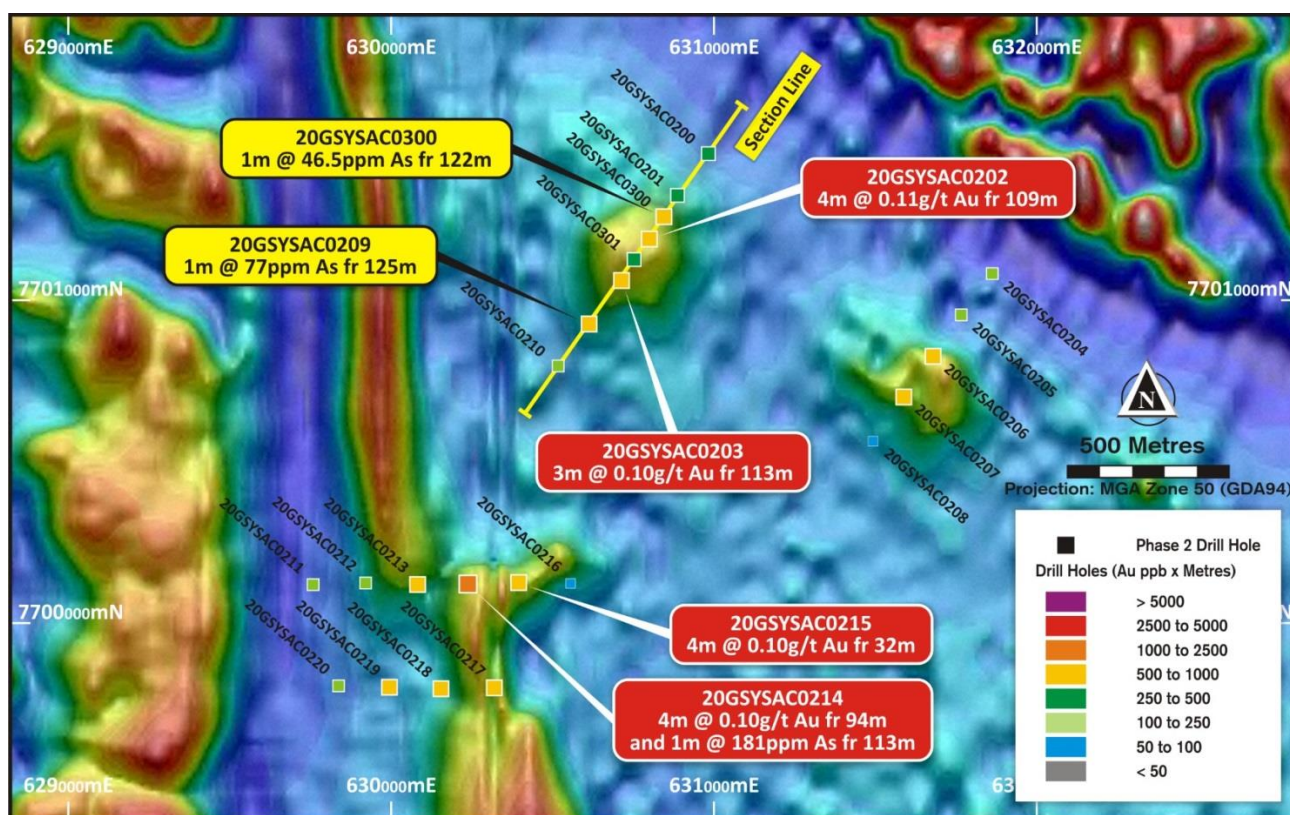 629000mE
630000mE
631000mE
632000mE
20GSYSAC0200
Section Line
20GSYSAC0201
20GSYSAC0300
20GSYSAC0300
1m @ 46.5ppm As fr 122m
20GSYSAC0202
4m @ 0.11g/t Au fr 109m
20GSYSAC0301
20GSYSAC0209
1m @ 77ppm As fr 125m
7701000mN
7701000mN
20GSYSAC0204
20GSYSAC0210
20GSYSAC0205
20GSYSAC0206
N
20GSYSAC0203
3m @ 0.10g/t Au fr 113m
20GSYSAC0207
500 Metres
Projection: MGA Zone 50 (GDA94)
20GSYSAC0208
20GSYSAC0211
20GSYSAC0212
20GSYSAC0213
20GSYSAC0216
Phase 2 Drill Hole
Drill Holes (Au ppb x Metres)
> 5000
2500 to 5000
1000 to 2500
500 to 1000
250 to 500
100 to 250
50 to 100
< 50
7700000mN
20GSYSAC0215
4m @ 0.10g/t Au fr 32m
20GSYSAC0220
20GSYSAC0219
20GSYSAC0218
20GSYSAC0217
20GSYSAC0214
4m @ 0.10g/t Au fr 94m
and 1m @ 181ppm As fr 113m
629000mE
630000mE
631000mE